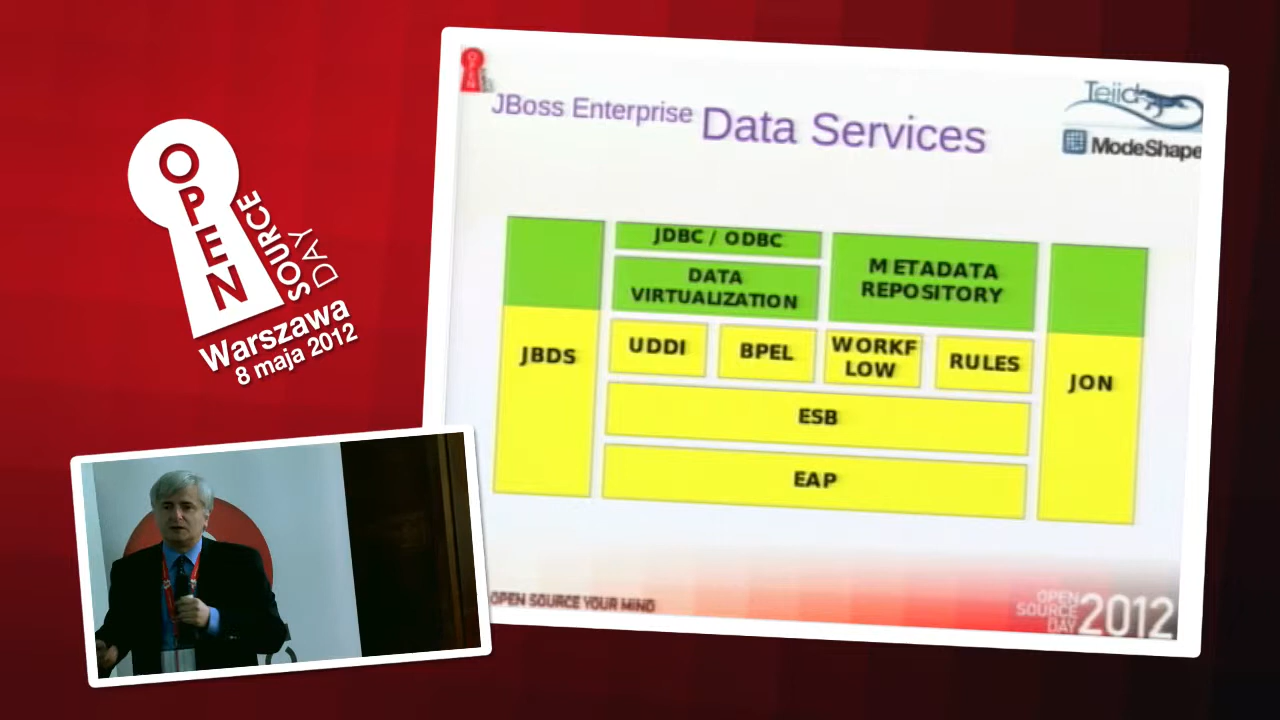 OPEN
SOURCE
DAY
Warszawa
8 maja 2012
OPEN
JBoss Enterprise Data Services
Teiid
ModeShape
JDBC / ODBC
DATA
VIRTUALIZATION
METADATA
REPOSITORY
JBDS
UDDI
BPEL
WORKF
LOW
RULES
JON
ESB
EAP
OPEN SOURCE YOUR MIND
OPEN
SOURCE
DAY
2012